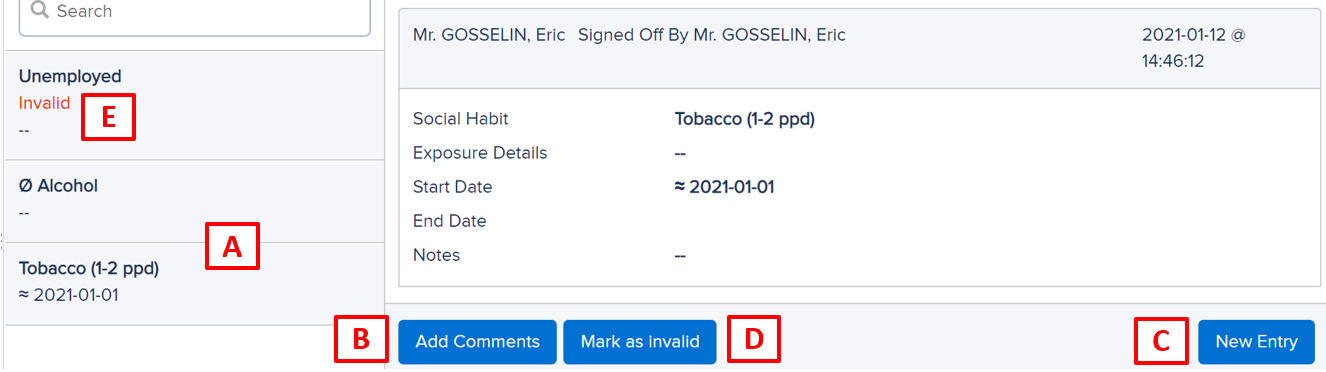 Search
Unemployed
Invalid
E
--
Ø Alcohol
--
A
Tobacco (1-2 ppd)
≈ 2021-01-01
Mr. GOSSELIN, Eric Signed Off By Mr. GOSSELIN, Eric 2021-01-12 @
14:46:12
Social Habit Tobacco (1-2 ppd)
Exposure Details --
Start Date ≈ 2021-01-01
End Date
Notes --
B Add Comments Mark as invalid D C New Entry